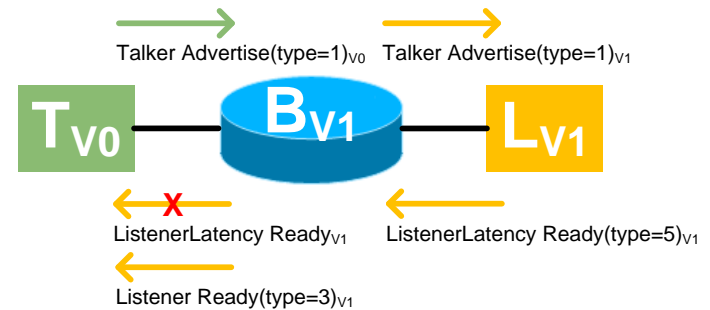 Talker Advertise(type=1)V0 Talker Advertise(type=1)V1
TV0 BV1 LV1
X
ListenerLatency ReadyV1 ListenerLatency Ready(type=5)V1
Listener Ready(type=3)V1